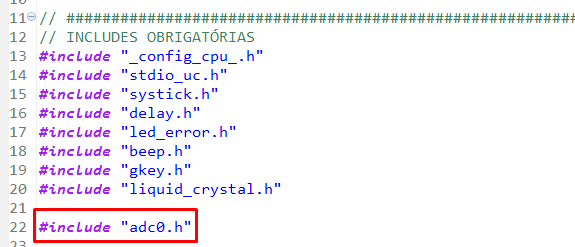 11 // ##########################################################
12 // INCLUDES OBRIGATÓRIAS
13 #include "_config_cpu_.h"
14 #include "stdio_uc.h"
15 #include "systick.h"
16 #include "delay.h"
17 #include "led_error.h"
18 #include "beep.h"
19 #include "gkey.h"
20 #include "liquid_crystal.h"
21
22 #include "adc0.h"